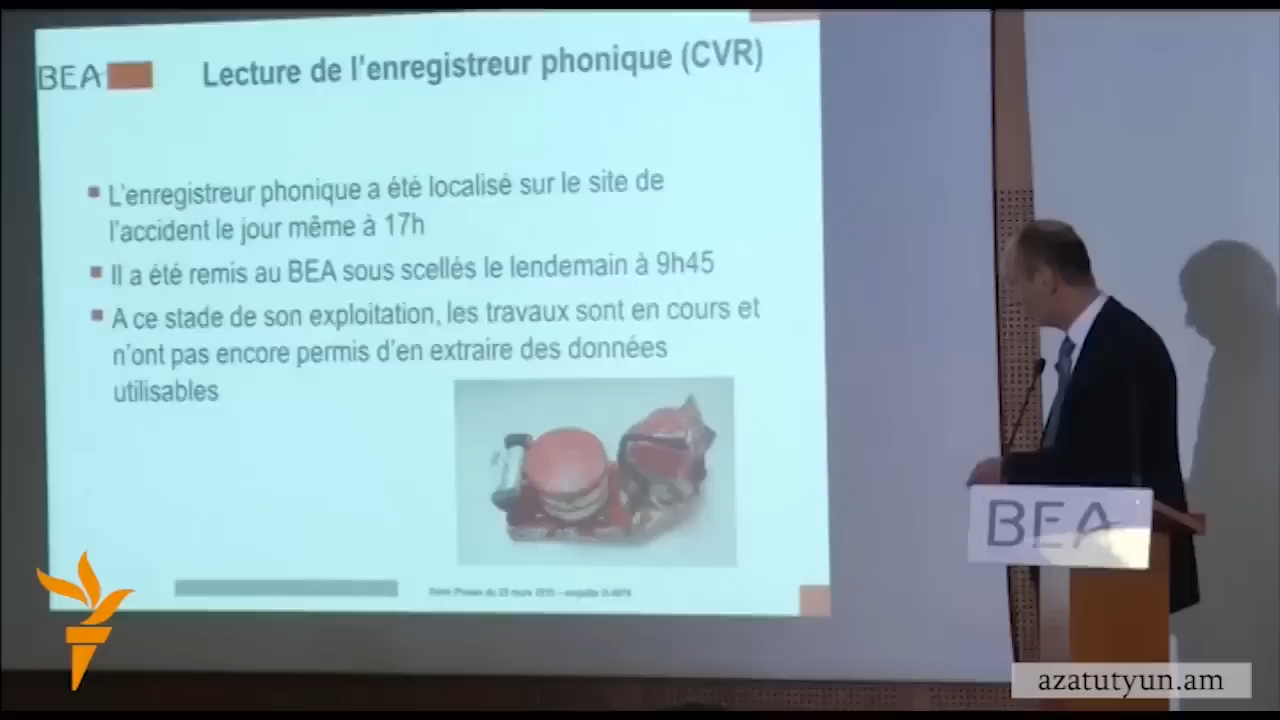 BEA
Lecture de l'enregistreur phonique (CVR)
L'enregistreur phonique a été localisé sur le site de
l'accident le jour même à 17h
Il a été remis au BEA sous scellés le lendemain à 9h45
A ce stade de son exploitation, les travaux sont en cours et
n'ont pas encore permis d'en extraire des données
utilisables
BEA
azatutyun.am